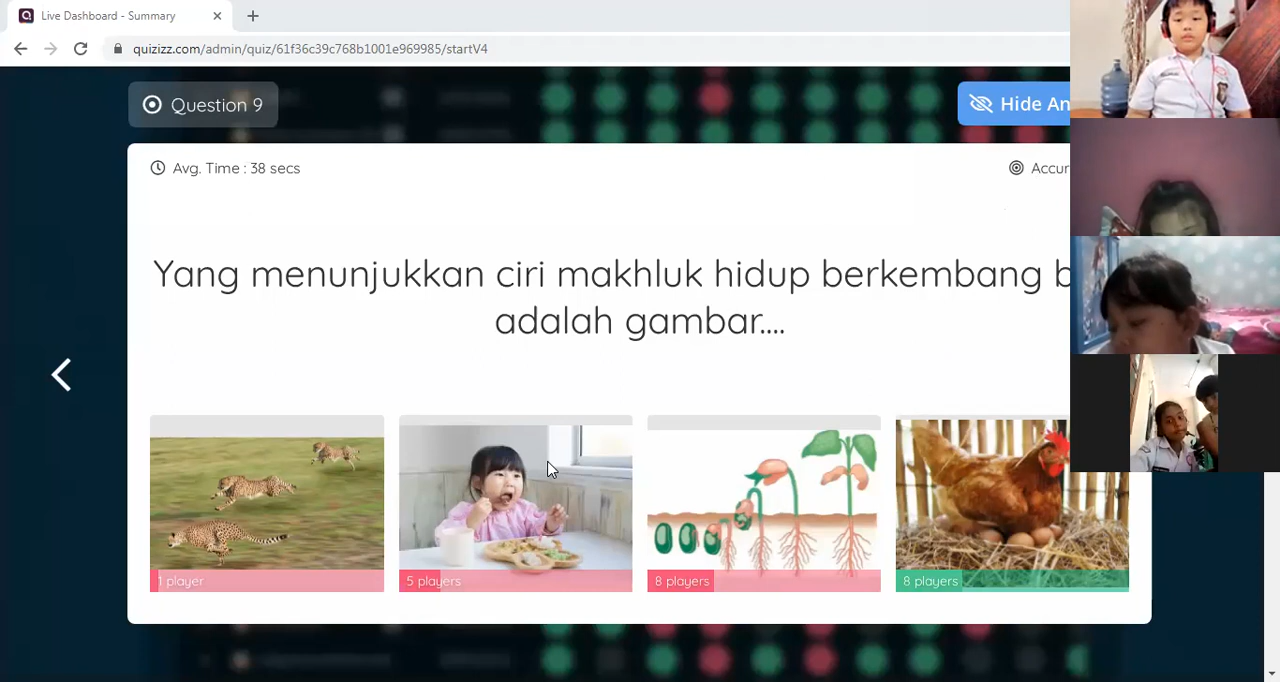 Live Dashboard - Summary
quizizz.com/admin/quiz/61f36c39c768b1001e969985/startV4
Question 9
Hide An
Avg. Time : 38 secs
Accur
Yang menunjukkan ciri makhluk hidup berkembang b
adalah gambar....
1 player
5 players
8 players
8 players